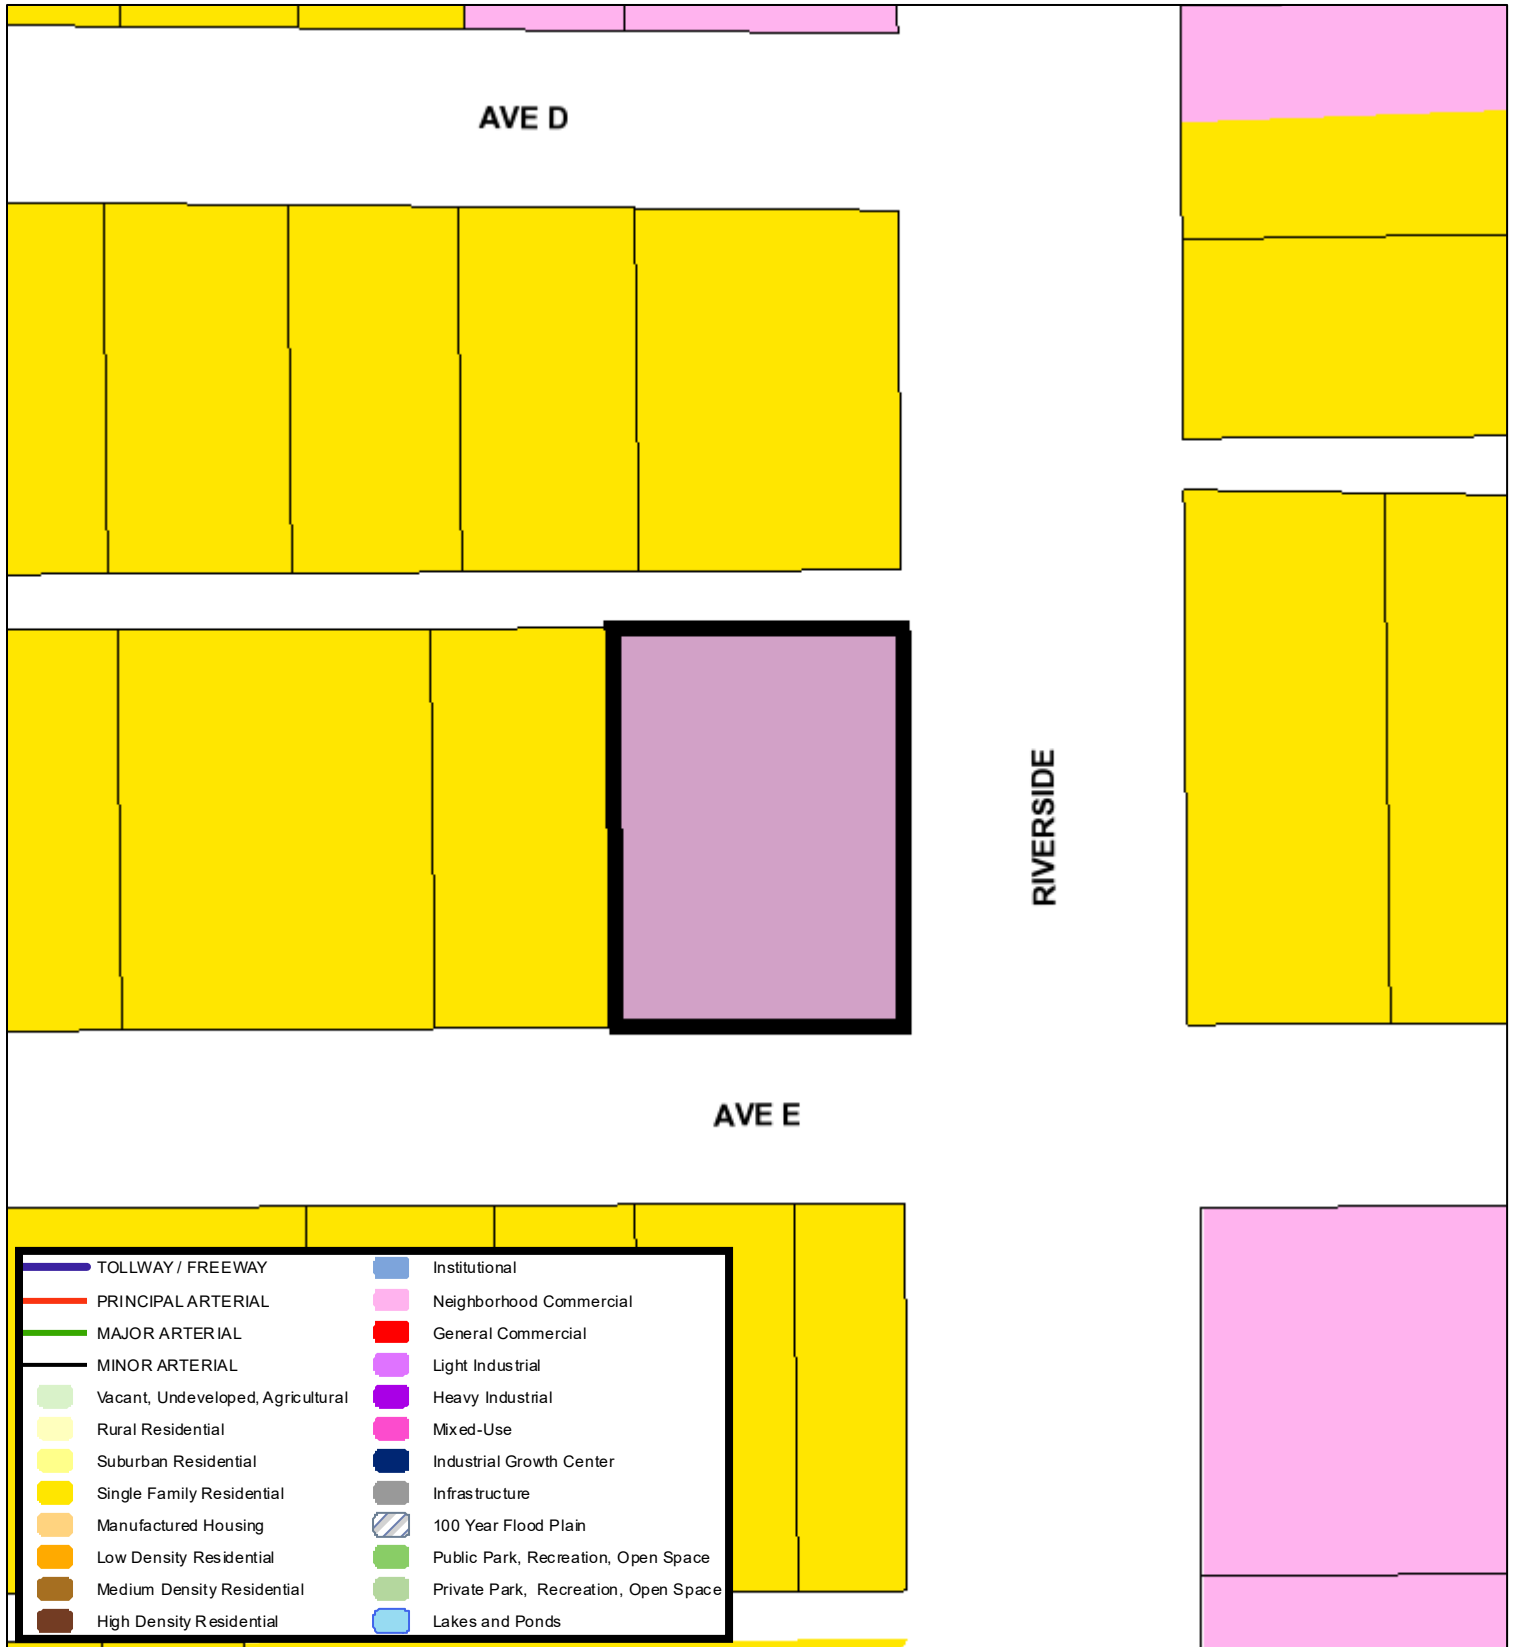 AVE D
RIVERSIDE
AVE E
TOLLWAY / FREEWAY
PRINCIPAL ARTERIAL
MAJOR ARTERIAL
MINOR ARTERIAL
Vacant, Undeveloped, Agricultural
Rural Residential
Suburban Residential
Single Family Residential
Manufactured Housing
Low Density Residential
Medium Density Residential
High Density Residential
Institutional
Neighborhood Commercial
General Commercial
Light Industrial
Heavy Industrial
Mixed-Use
Industrial Growth Center
Infrastructure
100 Year Flood Plain
Public Park, Recreation, Open Space
Private Park, Recreation, Open Space
Lakes and Ponds